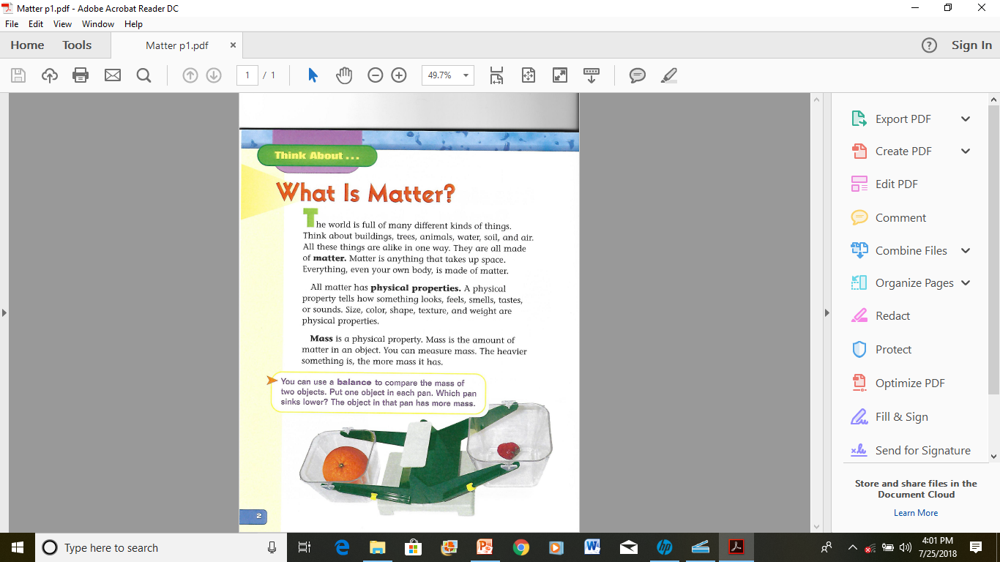 Matter p1.pdf - Adobe Acrobat Reader DC
File Edit View Window Help
Home Tools Matter p1.pdf × ? Sign In
1 / 1 49.7%
Think About ...
What Is Matter?
The world is full of many different kinds of things.
Think about buildings, trees, animals, water, soil, and air.
All these things are alike in one way. They are all made
of matter. Matter is anything that takes up space.
Everything, even your own body, is made of matter.
All matter has physical properties. A physical
property tells how something looks, feels, smells, tastes,
or sounds. Size, color, shape, texture, and weight are
physical properties.
Mass is a physical property. Mass is the amount of
matter in an object. You can measure mass. The heavier
something is, the more mass it has.
You can use a balance to compare the mass of
two objects. Put one object in each pan. Which pan
sinks lower? The object in that pan has more mass.
2
Export PDF
Create PDF
Edit PDF
Comment
Combine Files
Organize Pages
Redact
Protect
Optimize PDF
Fill & Sign
Send for Signature
Store and share files in the
Document Cloud
Learn More
Type here to search
4:01 PM
7/25/2018